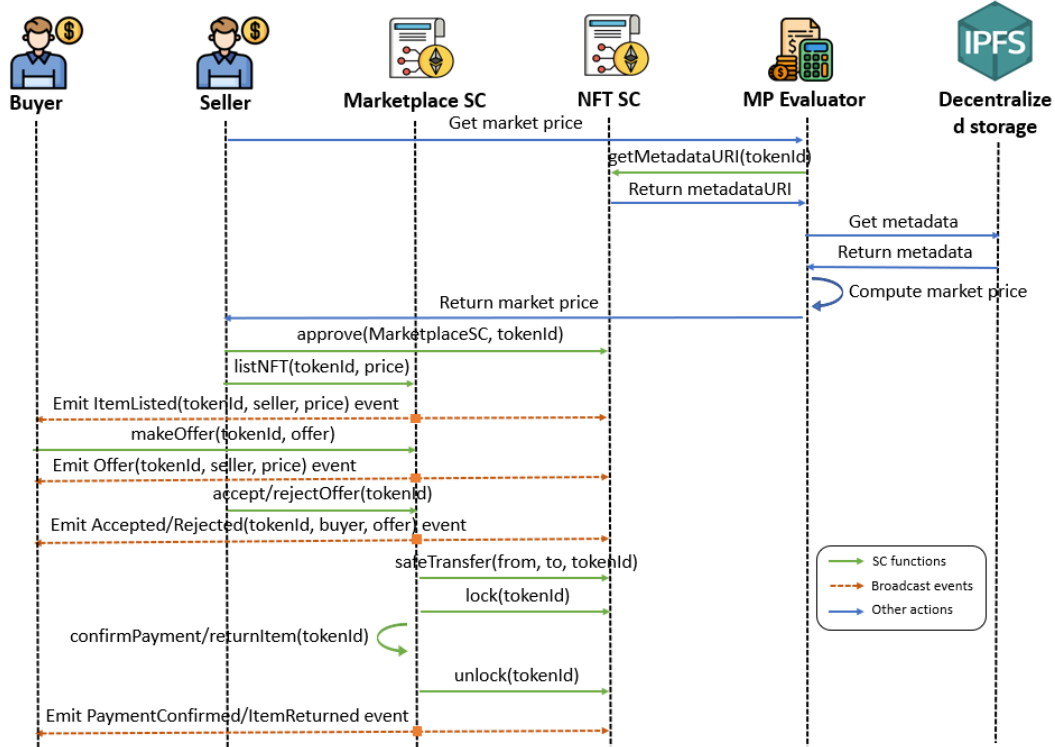 IPFS
Buyer
Seller
Marketplace SC
NFT SC
MP Evaluator
Decentralize
d storage
Get market price
getMetadataURI(tokenId)
Return metadataURI
Get metadata
Return metadata
Compute market price
Return market price
approve(MarketplaceSC, tokenId)
listNFT(tokenId, price)
Emit ItemListed(tokenId, seller, price) event
makeOffer(tokenId, offer)
Emit Offer(tokenId, seller, price) event
accept/rejectOffer(tokenId)
Emit Accepted/Rejected(tokenId, buyer, offer) event
safeTransfer(from, to, tokenId)
SC functions
lock(tokenId)
Broadcast events
Other actions
confirmPayment/returnItem(tokenId)
unlock(tokenId)
Emit PaymentConfirmed/ItemReturned event